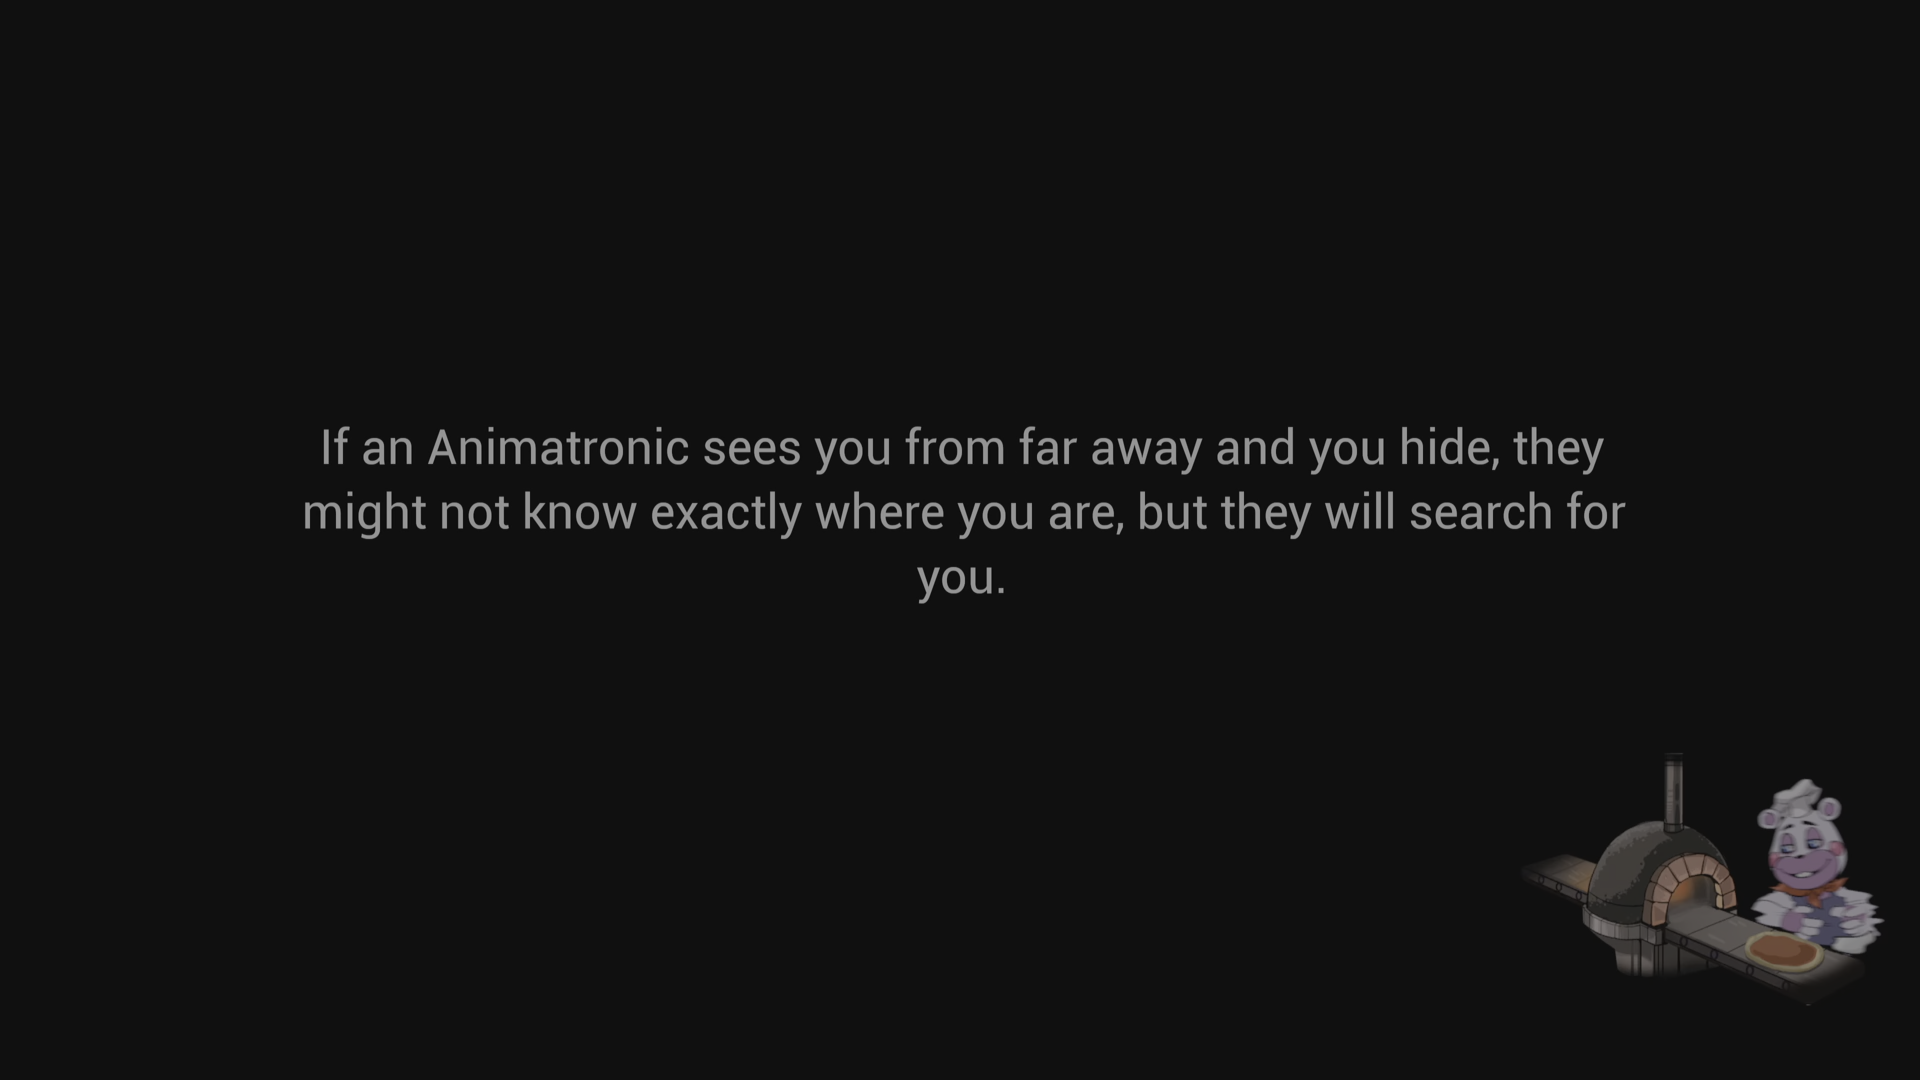 If an Animatronic sees you from far away and you hide, they
might not know exactly where you are, but they will search for
you.